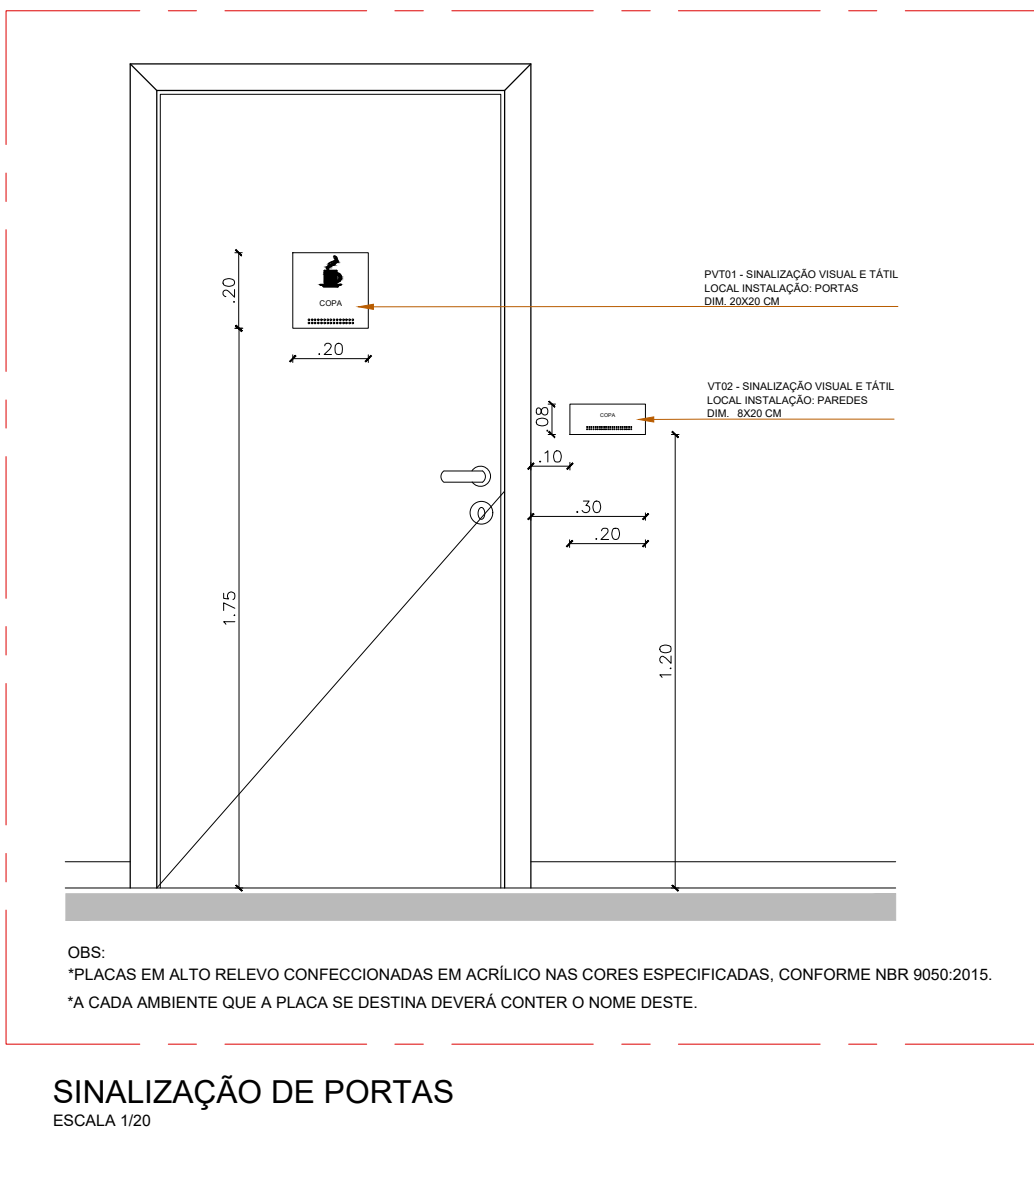 .20
COPA
.20
PVT01 - SINALIZAÇÃO VISUAL E TÁTIL
LOCAL INSTALAÇÃO: PORTAS
DIM. 20X20 CM
VT02 - SINALIZAÇÃO VISUAL E TÁTIL
LOCAL INSTALAÇÃO: PAREDES
DIM. 8X20 CM
.08
COPA
.10
.30
.20
1.75
1.20
OBS:
*PLACAS EM ALTO RELEVO CONFECCIONADAS EM ACRÍLICO NAS CORES ESPECIFICADAS, CONFORME NBR 9050:2015.
*A CADA AMBIENTE QUE A PLACA SE DESTINA DEVERÁ CONTER O NOME DESTE.
SINALIZAÇÃO DE PORTAS
ESCALA 1/20